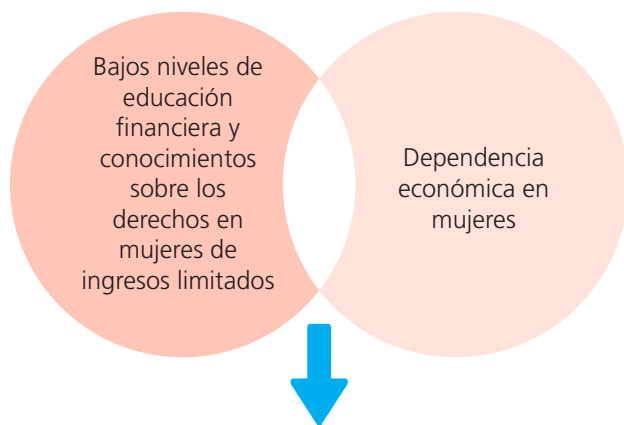 Bajos niveles de
educación
financiera y
conocimientos
sobre los
derechos en
mujeres de
ingresos limitados
Dependencia
económica en
mujeres